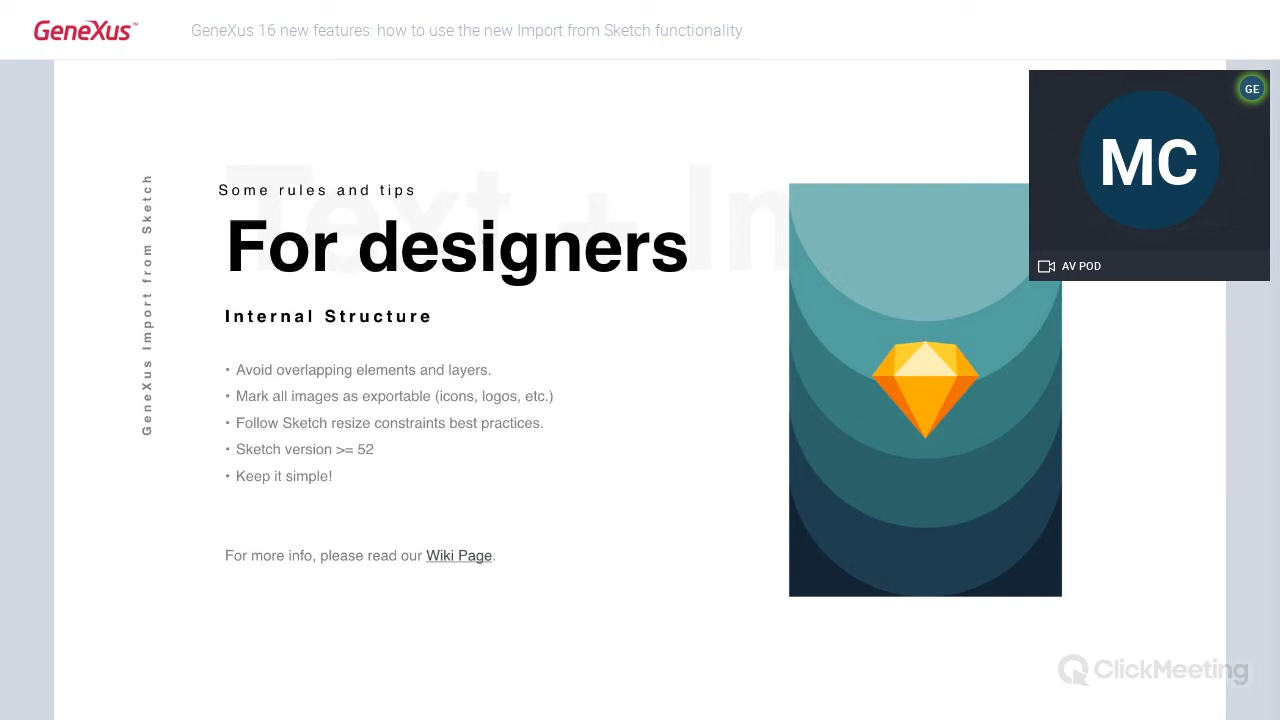 GeneXus™
GeneXus 16 new features: how to use the new Import from Sketch functionality
GE
MC
AV POD
GeneXus Import from Sketch
Text + Im
Some rules and tips
For designers
Internal Structure
• Avoid overlapping elements and layers.
• Mark all images as exportable (icons, logos, etc.)
• Follow Sketch resize constraints best practices.
• Sketch version >= 52
• Keep it simple!
For more info, please read our Wiki Page.
ClickMeeting